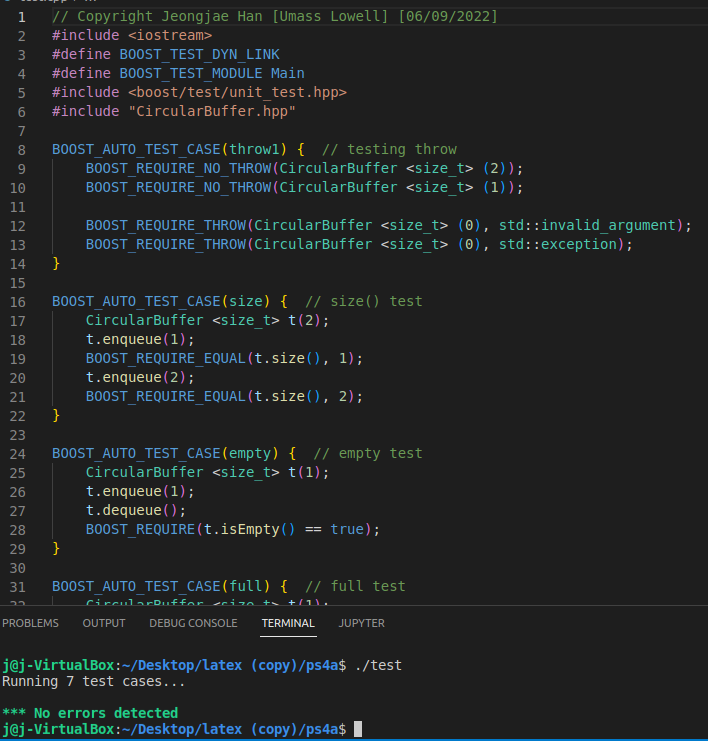 1 // Copyright Jeongjae Han [Umass Lowell] [06/09/2022]
2 #include <iostream>
3 #define BOOST_TEST_DYN_LINK
4 #define BOOST_TEST_MODULE Main
5 #include <boost/test/unit_test.hpp>
6 #include "CircularBuffer.hpp"
7
8 BOOST_AUTO_TEST_CASE(throw1) {  // testing throw
9     BOOST_REQUIRE_NO_THROW(CircularBuffer <size_t> (2));
10     BOOST_REQUIRE_NO_THROW(CircularBuffer <size_t> (1));
11
12     BOOST_REQUIRE_THROW(CircularBuffer <size_t> (0), std::invalid_argument);
13     BOOST_REQUIRE_THROW(CircularBuffer <size_t> (0), std::exception);
14 }
15
16 BOOST_AUTO_TEST_CASE(size) {  // size() test
17     CircularBuffer <size_t> t(2);
18     t.enqueue(1);
19     BOOST_REQUIRE_EQUAL(t.size(), 1);
20     t.enqueue(2);
21     BOOST_REQUIRE_EQUAL(t.size(), 2);
22 }
23
24 BOOST_AUTO_TEST_CASE(empty) {  // empty test
25     CircularBuffer <size_t> t(1);
26     t.enqueue(1);
27     t.dequeue();
28     BOOST_REQUIRE(t.isEmpty() == true);
29 }
30
31 BOOST_AUTO_TEST_CASE(full) {  // full test
32     CircularBuffer <size_t> t(1);
PROBLEMS OUTPUT DEBUG CONSOLE TERMINAL JUPYTER
j@j-VirtualBox:~/Desktop/latex (copy)/ps4a$ ./test
Running 7 test cases...
*** No errors detected
j@j-VirtualBox:~/Desktop/latex (copy)/ps4a$